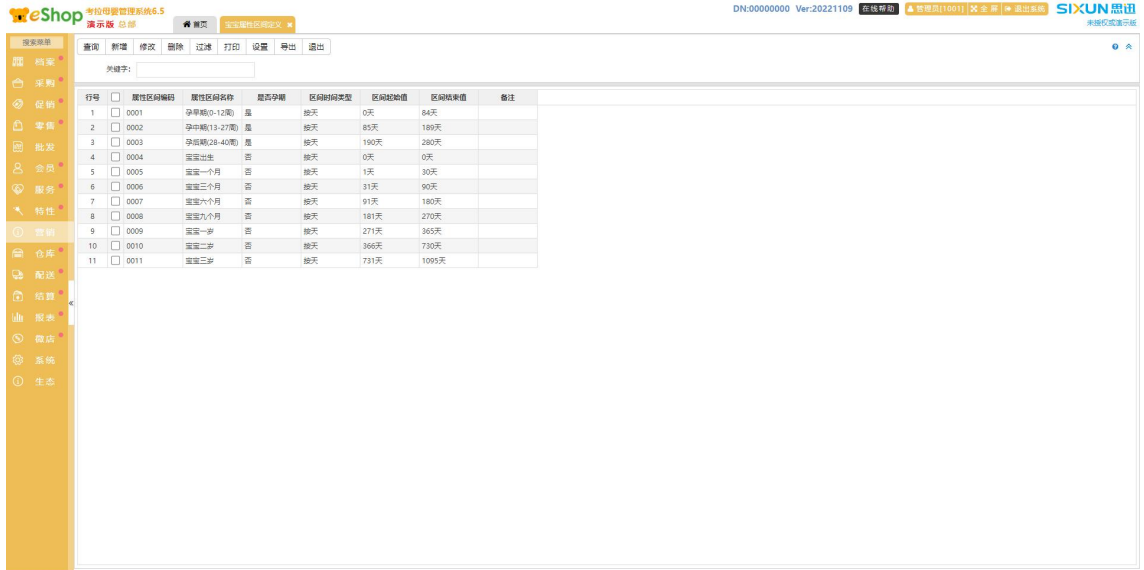 eShop 考拉母婴管理系统6.5
演示版 总部
首页
宝宝属性区间定义
DN:00000000 Ver:20221109 在线帮助 管理员[1001] 全屏 退出系统 SIXUN思迅
未授权或演示版
搜索菜单
档案
采购
促销
零售
批发
会员
服务
特性
营销
仓库
配送
结算
报表
微店
系统
生态
查询 新增 修改 删除 过滤 打印 设置 导出 退出
关键字:
行号 属性区间编码 属性区间名称 是否孕期 区间时间类型 区间起始值 区间结束值 备注
1 0001 孕早期(0-12周) 是 按天 0天 84天
2 0002 孕中期(13-27周) 是 按天 85天 189天
3 0003 孕后期(28-40周) 是 按天 190天 280天
4 0004 宝宝出生 否 按天 0天 0天
5 0005 宝宝一个月 否 按天 1天 30天
6 0006 宝宝三个月 否 按天 31天 90天
7 0007 宝宝六个月 否 按天 91天 180天
8 0008 宝宝九个月 否 按天 181天 270天
9 0009 宝宝一岁 否 按天 271天 365天
10 0010 宝宝二岁 否 按天 366天 730天
11 0011 宝宝三岁 否 按天 731天 1095天